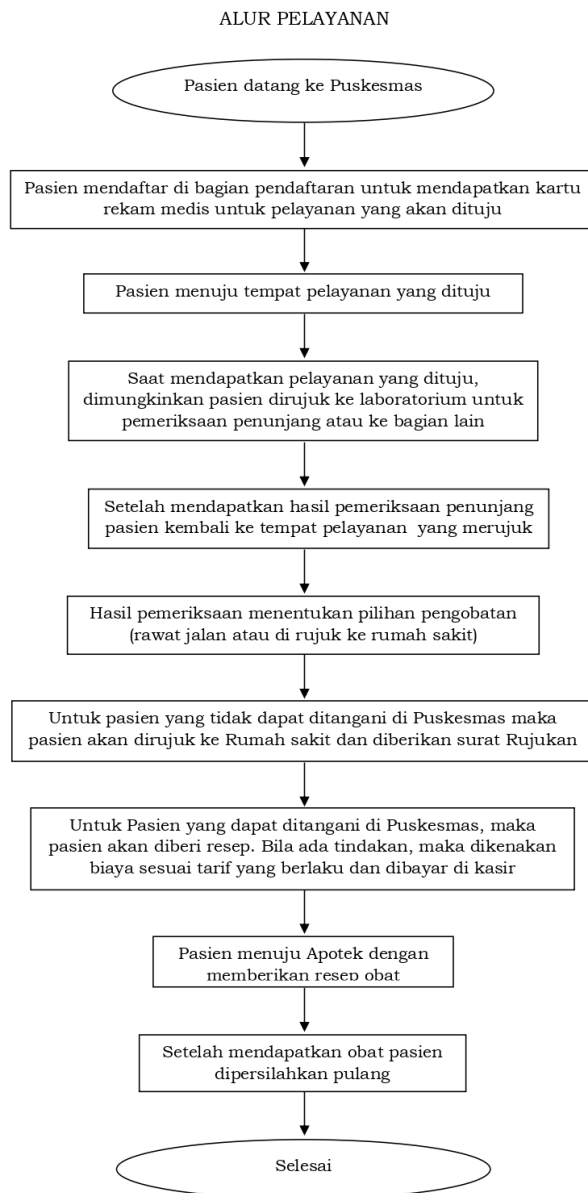 ALUR PELAYANAN
Pasien datang ke Puskesmas
Pasien mendaftar di bagian pendaftaran untuk mendapatkan kartu
rekam medis untuk pelayanan yang akan dituju
Pasien menuju tempat pelayanan yang dituju
Saat mendapatkan pelayanan yang dituju,
dimungkinkan pasien dirujuk ke laboratorium untuk
pemeriksaan penunjang atau ke bagian lain
Setelah mendapatkan hasil pemeriksaan penunjang
pasien kembali ke tempat pelayanan yang merujuk
Hasil pemeriksaan menentukan pilihan pengobatan
(rawat jalan atau di rujuk ke rumah sakit)
Untuk pasien yang tidak dapat ditangani di Puskesmas maka
pasien akan dirujuk ke Rumah sakit dan diberikan surat Rujukan
Untuk Pasien yang dapat ditangani di Puskesmas, maka
pasien akan diberi resep. Bila ada tindakan, maka dikenakan
biaya sesuai tarif yang berlaku dan dibayar di kasir
Pasien menuju Apotek dengan
memberikan resep obat
Setelah mendapatkan obat pasien
dipersilahkan pulang
Selesai